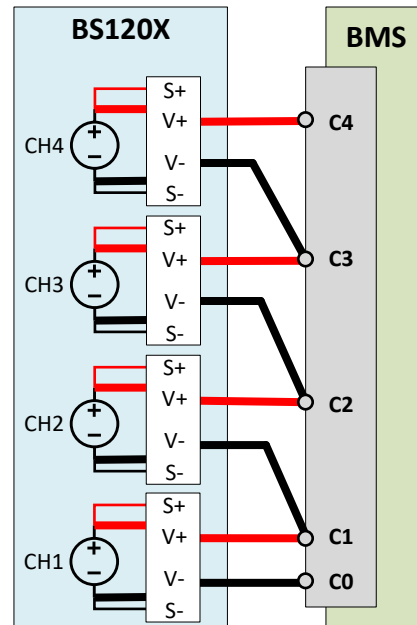 BS120X
BMS
S+
V+
CH4
V-
S-
C4
S+
V+
CH3
V-
S-
C3
S+
V+
CH2
V-
S-
C2
S+
V+
CH1
V-
S-
C1
C0